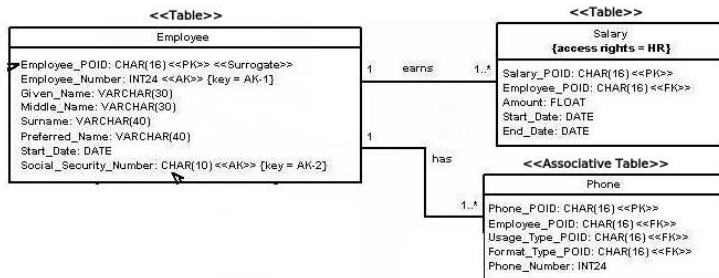 <<Table>>
Employee
Employee_POID: CHAR(16) <<PK>> <<Surrogate>>
Employee_Number: INT24 <<AK>> {key = AK-1}
Given_Name: VARCHAR(30)
Middle_Name: VARCHAR(30)
Surname: VARCHAR(40)
Preferred_Name: VARCHAR(40)
Start_Date: DATE
Social_Security_Number: CHAR(10) <<AK>> {key = AK-2}
1 earns 1..*
<<Table>>
Salary
{access rights = HR}
Salary_POID: CHAR(16) <<PK>>
Employee_POID: CHAR(16) <<FK>>
Amount: FLOAT
Start_Date: DATE
End_Date: DATE
1
has
1..*
<<Associative Table>>
Phone
Phone_POID: CHAR(16) <<PK>>
Employee_POID: CHAR(16) <<FK>>
Usage_Type_POID: CHAR(16) <<FK>>
Format_Type_POID: CHAR(16) <<FK>>
Phone_Number: INT24